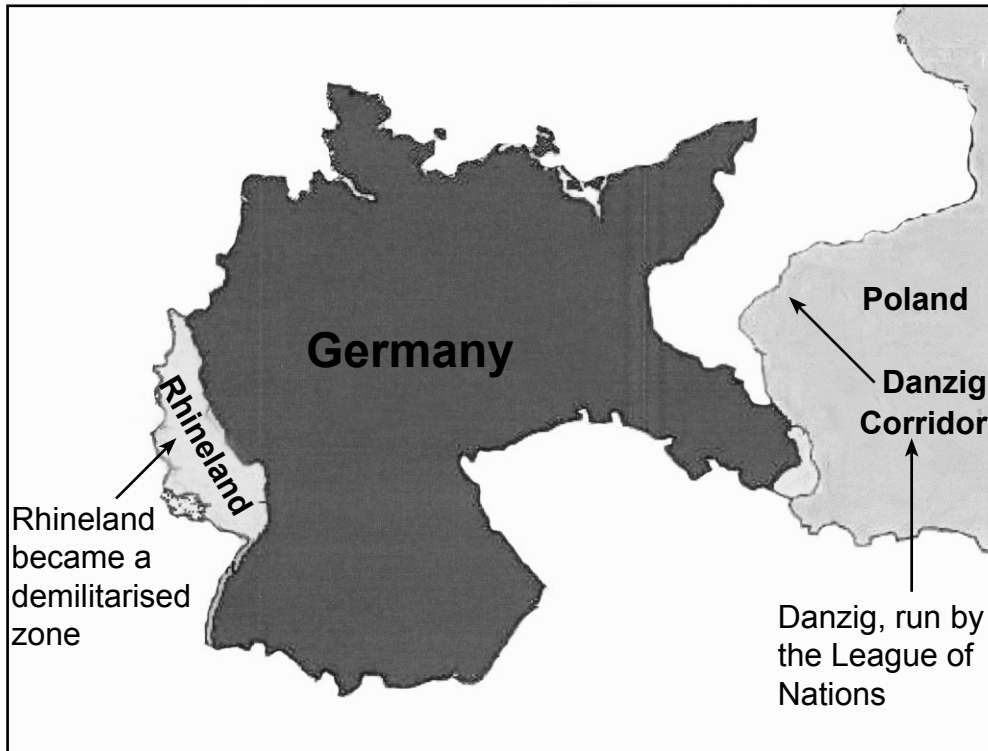 Germany
Poland
Rhineland
Danzig
Corridor
Rhineland
became a
demilitarised
zone
Danzig, run by
the League of
Nations